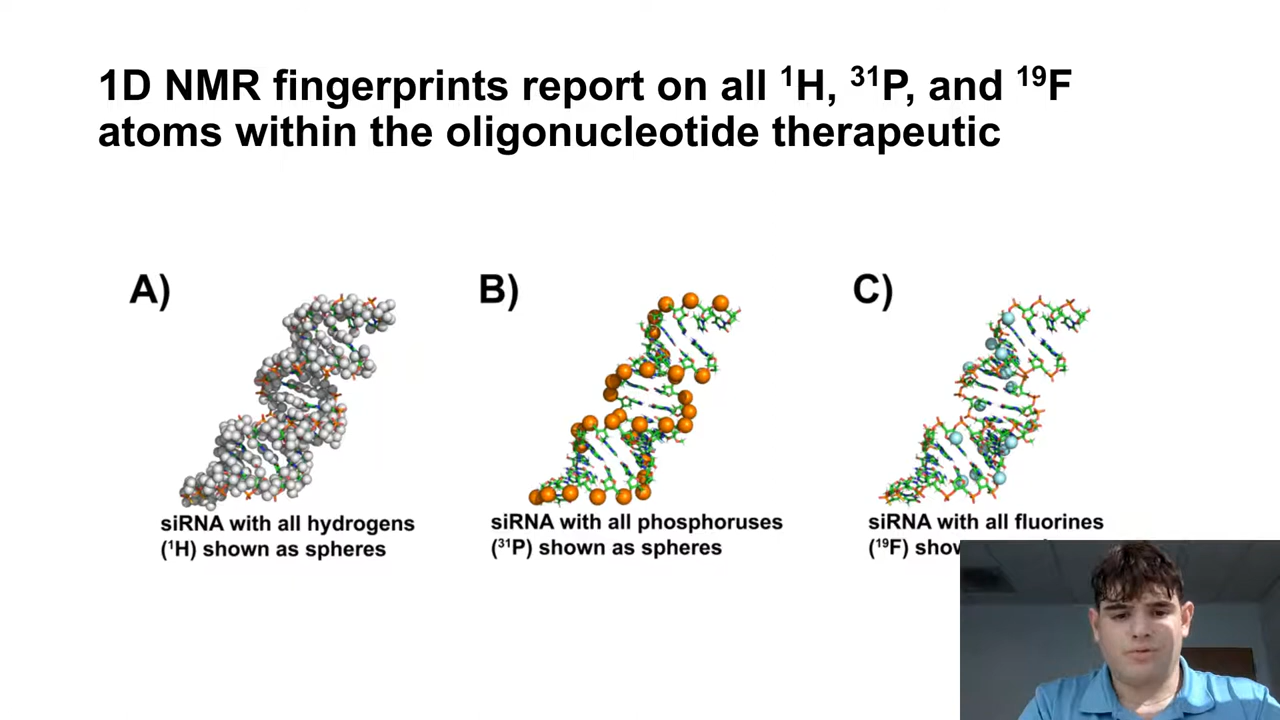 1D NMR fingerprints report on all ¹H, ³¹P, and ¹⁹F
atoms within the oligonucleotide therapeutic
A)
B)
C)
siRNA with all hydrogens
(¹H) shown as spheres
siRNA with all phosphoruses
(³¹P) shown as spheres
siRNA with all fluorines
(¹⁹F)